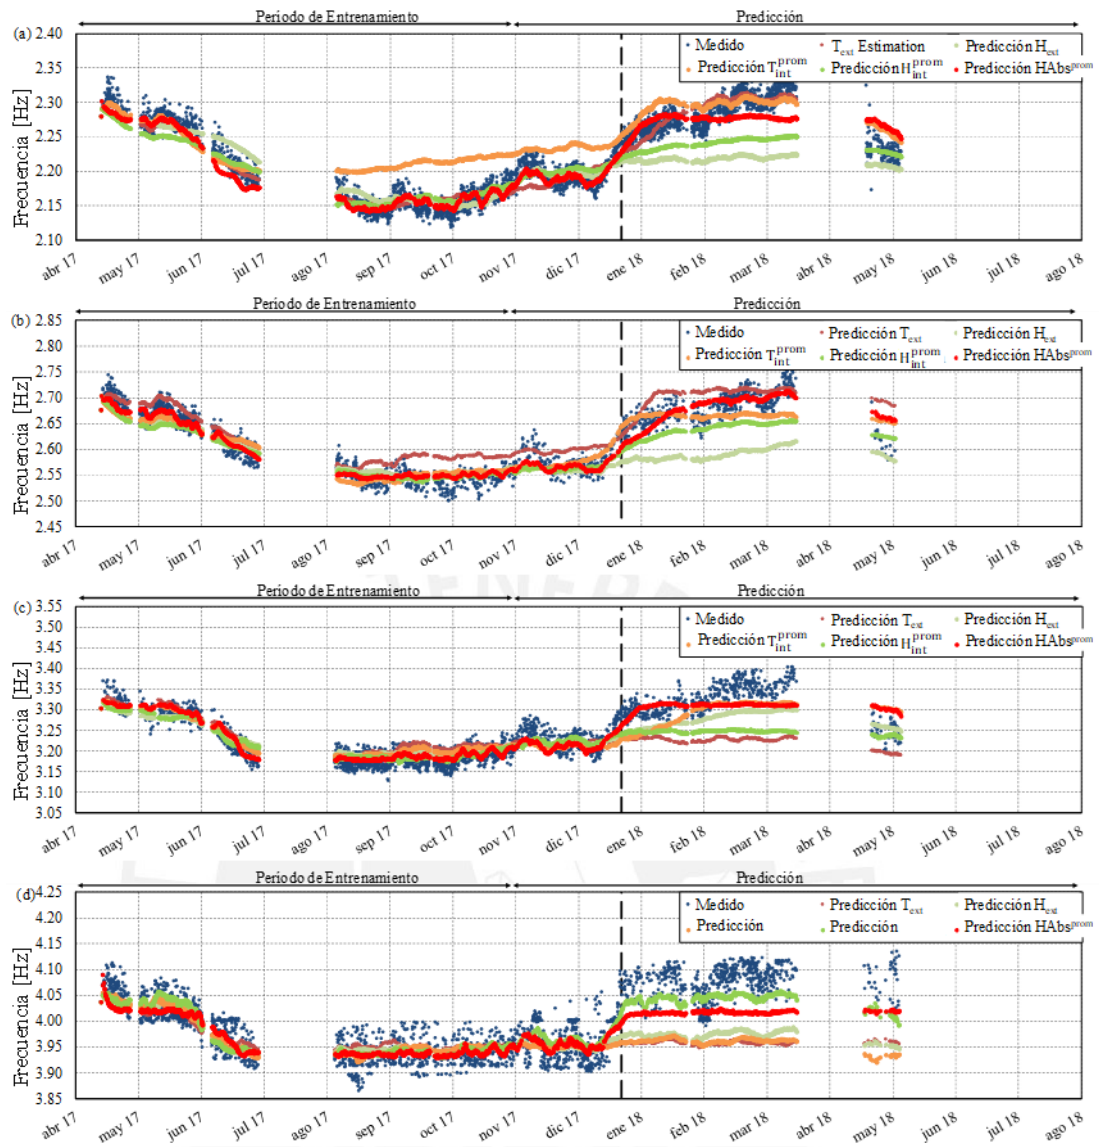 Período de Entrenamiento Predicción
(a) 2.40
Medido T_ext Estimation Predicción H_ext
Predicción T_int^prom Predicción H_int^prom Predicción HAbs^prom
2.35
2.30
2.25
2.20
2.15
2.10
Frecuencia [Hz]
abr 17 may 17 jun 17 jul 17 ago 17 sep 17 oct 17 nov 17 dic 17 ene 18 feb 18 mar 18 abr 18 may 18 jun 18 jul 18 ago 18
Período de Entrenamiento Predicción
(b) 2.85
Medido Predicción T_ext Predicción H_ext
Predicción T_int^prom Predicción H_int^prom Predicción HAbs^prom
2.80
2.75
2.70
2.65
2.60
2.55
2.50
2.45
Frecuencia [Hz]
abr 17 may 17 jun 17 jul 17 ago 17 sep 17 oct 17 nov 17 dic 17 ene 18 feb 18 mar 18 abr 18 may 18 jun 18 jul 18 ago 18
Período de Entrenamiento Predicción
(c) 3.55
Medido Predicción T_ext Predicción H_ext
Predicción T_int^prom Predicción H_int^prom Predicción HAbs^prom
3.50
3.45
3.40
3.35
3.30
3.25
3.20
3.15
3.10
3.05
Frecuencia [Hz]
abr 17 may 17 jun 17 jul 17 ago 17 sep 17 oct 17 nov 17 dic 17 ene 18 feb 18 mar 18 abr 18 may 18 jun 18 jul 18 ago 18
Período de Entrenamiento Predicción
(d) 4.25
Medido Predicción T_ext Predicción H_ext
Predicción Predicción Predicción HAbs^prom
4.20
4.15
4.10
4.05
4.00
3.95
3.90
3.85
Frecuencia [Hz]
abr 17 may 17 jun 17 jul 17 ago 17 sep 17 oct 17 nov 17 dic 17 ene 18 feb 18 mar 18 abr 18 may 18 jun 18 jul 18 ago 18